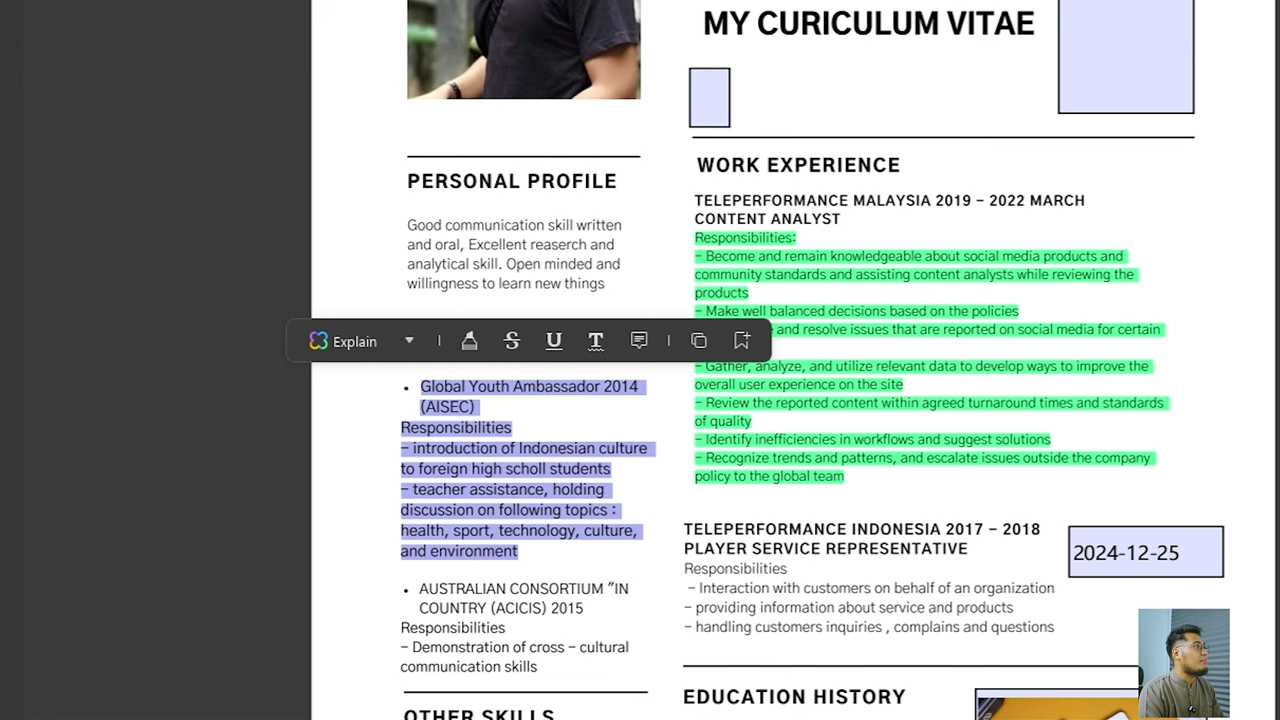 MY CURICULUM VITAE
PERSONAL PROFILE
Good communication skill written
and oral, Excellent reaserch and
analytical skill. Open minded and
willingness to learn new things
Explain
Global Youth Ambassador 2014
(AISEC)
Responsibilities
- introduction of Indonesian culture
to foreign high scholl students
- teacher assistance, holding
discussion on following topics :
health, sport, technology, culture,
and environment
AUSTRALIAN CONSORTIUM "IN
COUNTRY (ACICIS) 2015
Responsibilities
- Demonstration of cross - cultural
communication skills
OTHER SKILLS
WORK EXPERIENCE
TELEPERFORMANCE MALAYSIA 2019 - 2022 MARCH
CONTENT ANALYST
Responsibilities:
- Become and remain knowledgeable about social media products and
community standards and assisting content analysts while reviewing the
products
- Make well balanced decisions based on the policies
and resolve issues that are reported on social media for certain
- Gather, analyze, and utilize relevant data to develop ways to improve the
overall user experience on the site
- Review the reported content within agreed turnaround times and standards
of quality
- Identify inefficiencies in workflows and suggest solutions
- Recognize trends and patterns, and escalate issues outside the company
policy to the global team
TELEPERFORMANCE INDONESIA 2017 - 2018
PLAYER SERVICE REPRESENTATIVE
2024-12-25
Responsibilities
- Interaction with customers on behalf of an organization
- providing information about service and products
- handling customers inquiries , complains and questions
EDUCATION HISTORY